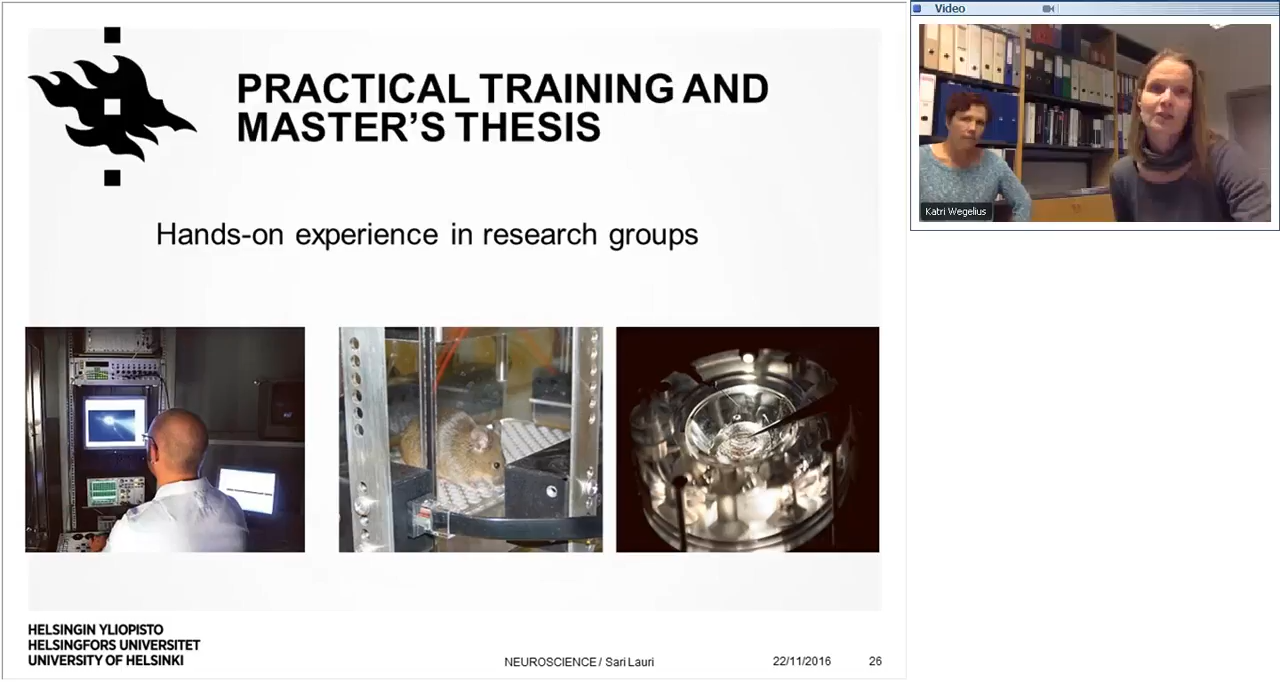 Video
PRACTICAL TRAINING AND
MASTER'S THESIS
Hands-on experience in research groups
Katri Wegelius
HELSINGIN YLIOPISTO
HELSINGFORS UNIVERSITET
UNIVERSITY OF HELSINKI
NEUROSCIENCE / Sari Lauri
22/11/2016
26